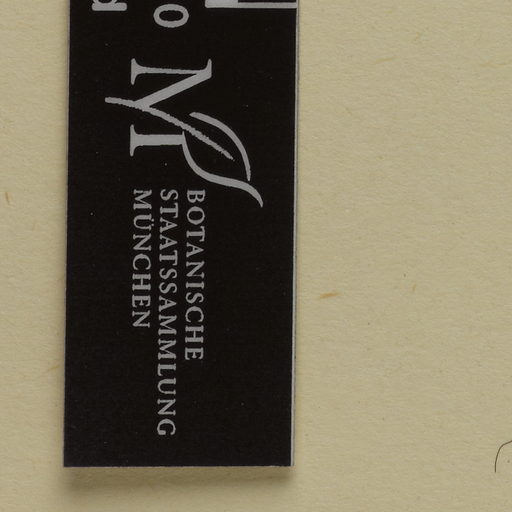 M
BOTANISCHE
STAATSSAMMLUNG
MÜNCHEN